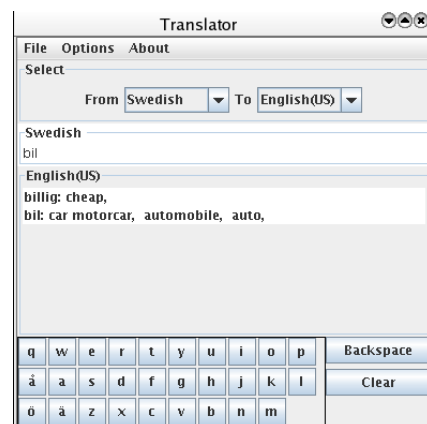 Translator
File Options About
Select
From Swedish To English(US)
Swedish
bil
English(US)
billig: cheap,
bil: car motorcar, automobile, auto,
q w e r t y u i o p Backspace
å a s d f g h j k l Clear
ö ä z x c v b n m